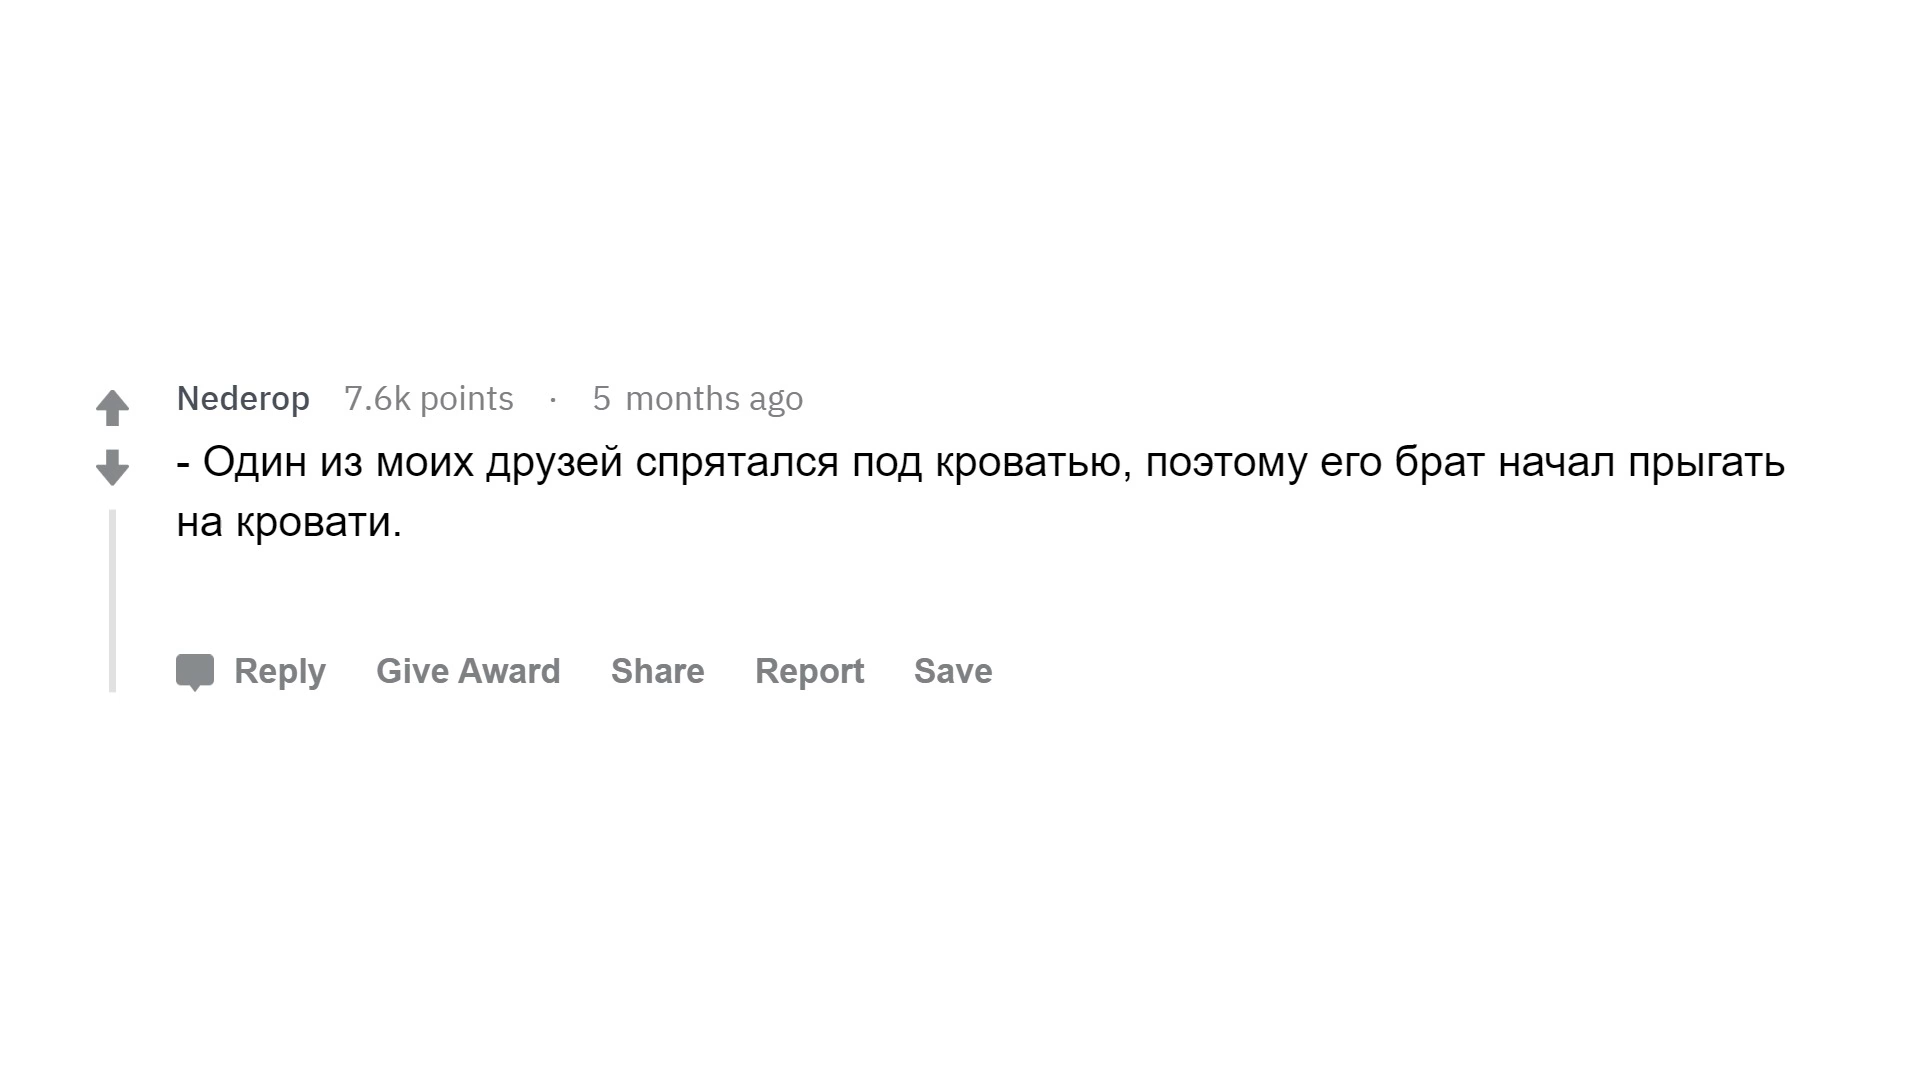 Nederop 7.6k points · 5 months ago
- Один из моих друзей спрятался под кроватью, поэтому его брат начал прыгать
на кровати.
Reply Give Award Share Report Save